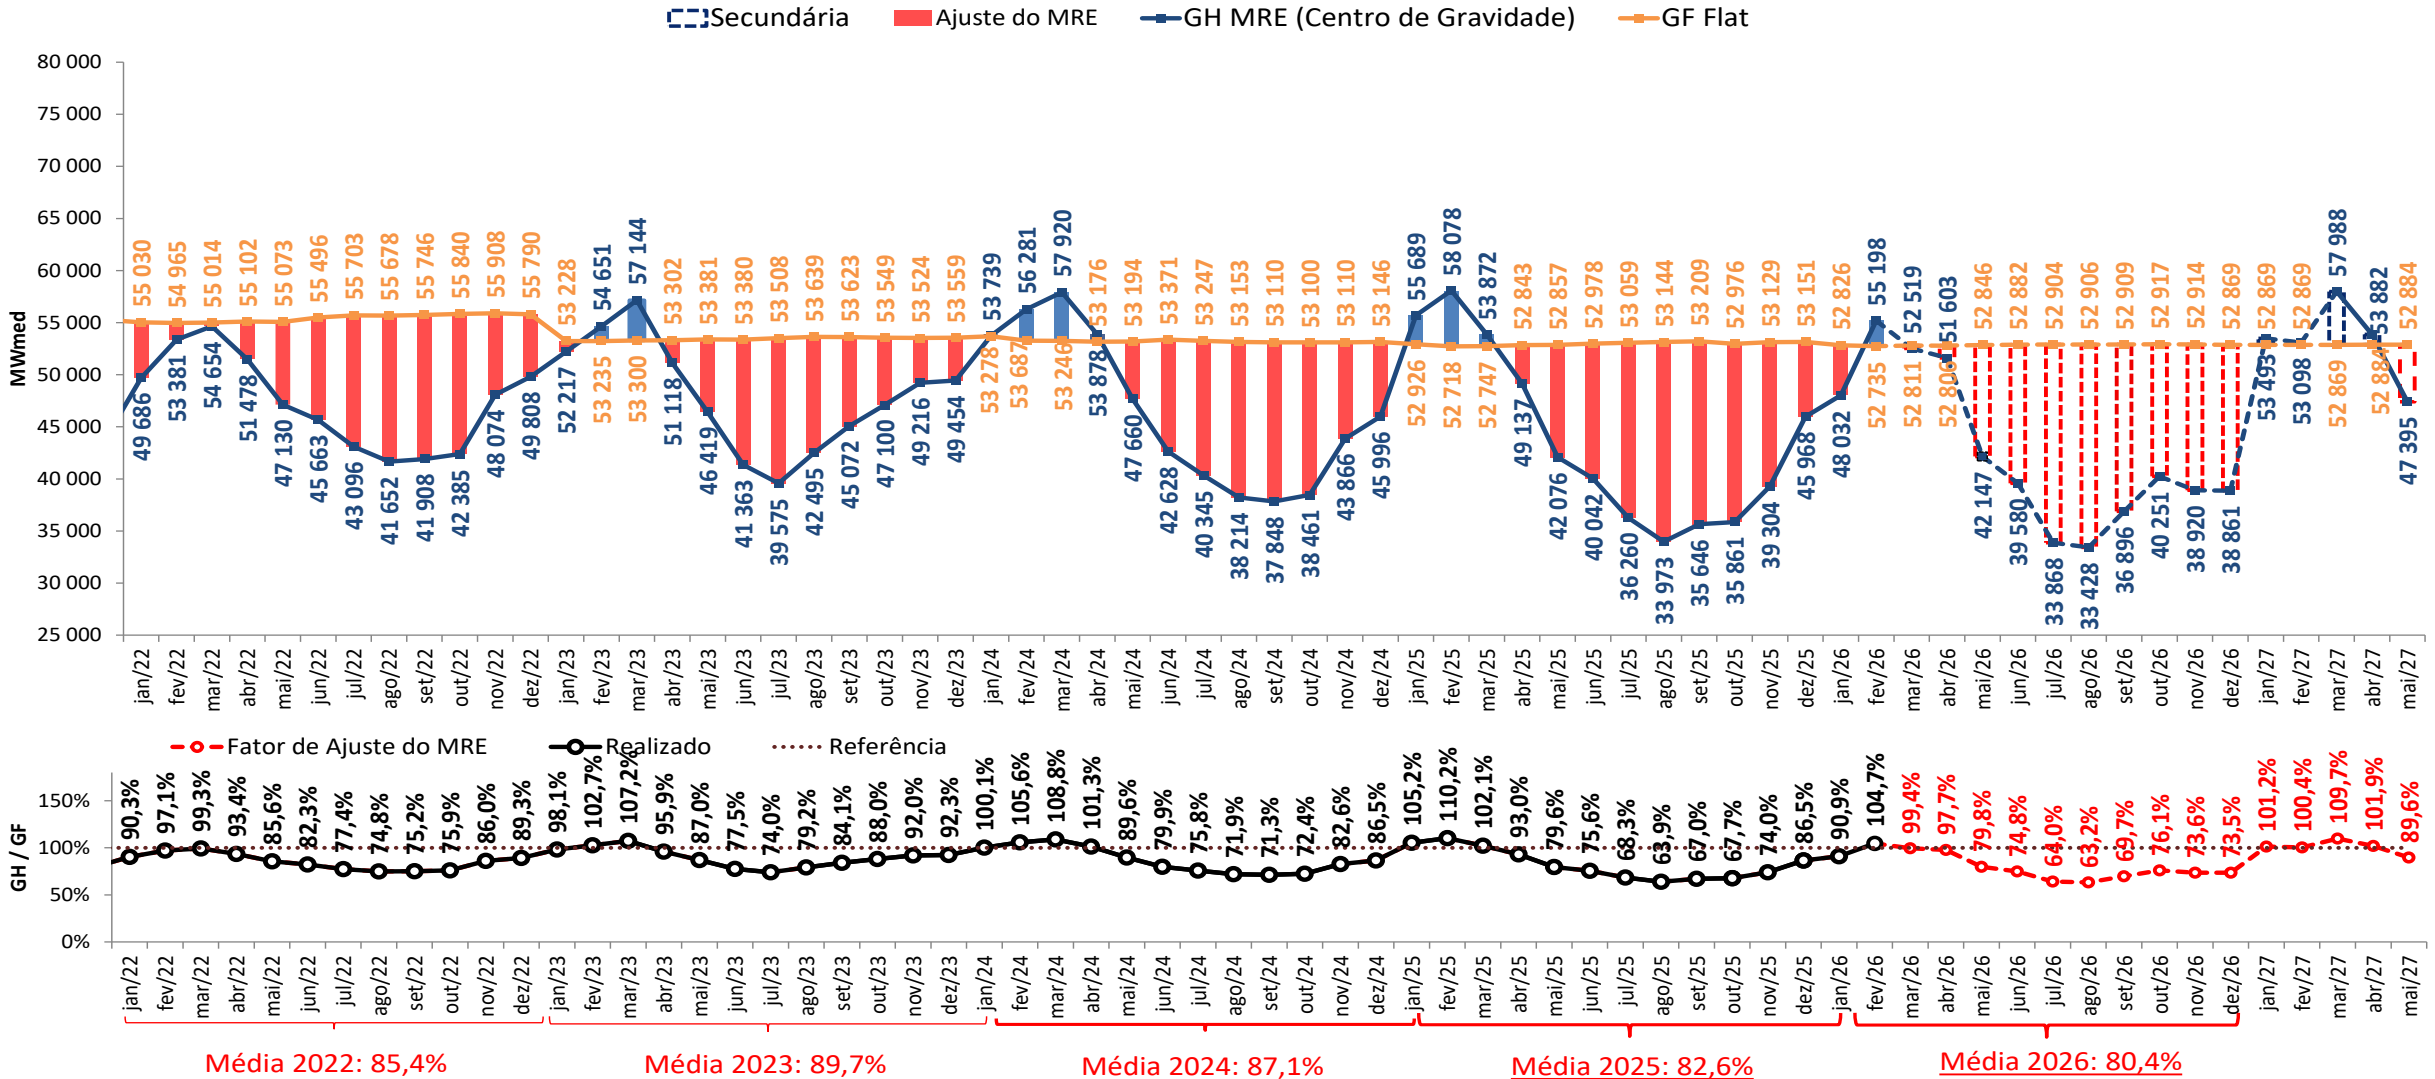 Secundária Ajuste do MRE GH MRE (Centro de Gravidade) GF Flat
MWmed
80 000
75 000
70 000
65 000
60 000
55 000
50 000
45 000
40 000
35 000
30 000
25 000
55 030 54 965 55 014 55 102 55 073 55 496 55 703 55 678 55 746 55 840 55 908 55 790 53 228 53 235 53 300 53 302 53 381 53 380 53 508 53 639 53 623 53 549 53 524 53 559 53 278 53 687 53 246 53 176 53 194 53 371 53 247 53 153 53 110 53 100 53 110 53 146 52 926 52 718 52 747 52 843 52 857 52 978 53 059 53 144 53 209 52 976 53 129 53 151 52 826 52 735 52 811 52 800 52 846 52 882 52 904 52 906 52 909 52 917 52 914 52 869 52 869 52 869 52 869 52 884 52 884
49 686 53 381 54 654 51 478 47 130 45 663 43 096 41 652 41 908 42 385 48 074 49 808 52 217 54 651 57 144 51 118 46 419 41 363 39 575 42 495 45 072 47 100 49 216 49 454 53 739 56 281 57 920 53 878 47 660 42 628 40 345 38 214 37 848 38 461 43 866 45 996 55 689 58 078 53 872 49 137 42 076 40 042 36 260 33 973 35 646 35 861 39 304 45 968 48 032 55 198 52 519 51 603 42 147 39 580 33 868 33 428 36 896 40 251 38 920 38 861 53 493 53 098 57 988 53 882 47 395
jan/22 fev/22 mar/22 abr/22 mai/22 jun/22 jul/22 ago/22 set/22 out/22 nov/22 dez/22 jan/23 fev/23 mar/23 abr/23 mai/23 jun/23 jul/23 ago/23 set/23 out/23 nov/23 dez/23 jan/24 fev/24 mar/24 abr/24 mai/24 jun/24 jul/24 ago/24 set/24 out/24 nov/24 dez/24 jan/25 fev/25 mar/25 abr/25 mai/25 jun/25 jul/25 ago/25 set/25 out/25 nov/25 dez/25 jan/26 fev/26 mar/26 abr/26 mai/26 jun/26 jul/26 ago/26 set/26 out/26 nov/26 dez/26 jan/27 fev/27 mar/27 abr/27 mai/27
Fator de Ajuste do MRE Realizado Referência
GH / GF
150%
100%
50%
0%
90,3% 97,1% 99,3% 93,4% 85,6% 82,3% 77,4% 74,8% 75,2% 75,9% 86,0% 89,3% 98,1% 102,7% 107,2% 95,9% 87,0% 77,5% 74,0% 79,2% 84,1% 88,0% 92,0% 92,3% 100,1% 105,6% 108,8% 101,3% 89,6% 79,9% 75,8% 71,9% 71,3% 72,4% 82,6% 86,5% 105,2% 110,2% 102,1% 93,0% 79,6% 75,6% 68,3% 63,9% 67,0% 67,7% 74,0% 86,5% 90,9% 104,7% 99,4% 97,7% 79,8% 74,8% 64,0% 63,2% 69,7% 76,1% 73,6% 73,5% 101,2% 100,4% 109,7% 101,9% 89,6%
jan/22 fev/22 mar/22 abr/22 mai/22 jun/22 jul/22 ago/22 set/22 out/22 nov/22 dez/22 jan/23 fev/23 mar/23 abr/23 mai/23 jun/23 jul/23 ago/23 set/23 out/23 nov/23 dez/23 jan/24 fev/24 mar/24 abr/24 mai/24 jun/24 jul/24 ago/24 set/24 out/24 nov/24 dez/24 jan/25 fev/25 mar/25 abr/25 mai/25 jun/25 jul/25 ago/25 set/25 out/25 nov/25 dez/25 jan/26 fev/26 mar/26 abr/26 mai/26 jun/26 jul/26 ago/26 set/26 out/26 nov/26 dez/26 jan/27 fev/27 mar/27 abr/27 mai/27
Média 2022: 85,4% Média 2023: 89,7% Média 2024: 87,1% Média 2025: 82,6% Média 2026: 80,4%